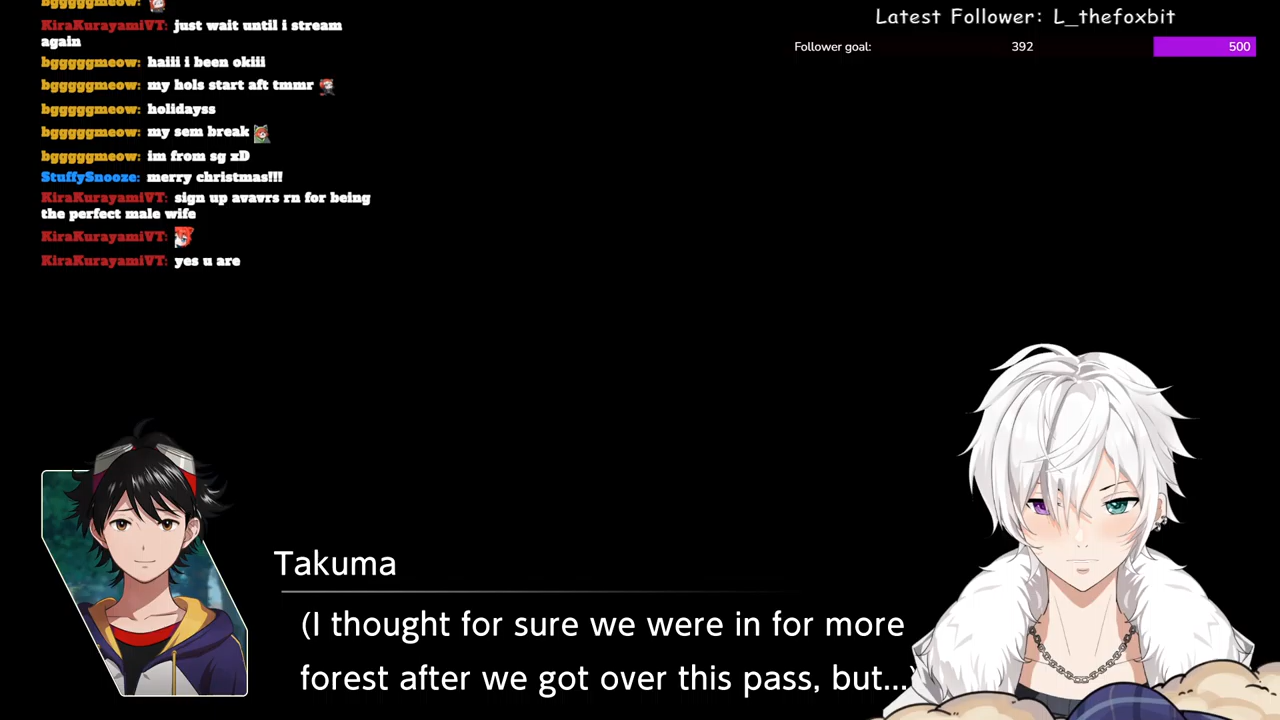 bgggggmeow:
KiraKurayamiVT: just wait until i stream
again
bgggggmeow: haiii i been okiii
bgggggmeow: my hols start aft tmmr
bgggggmeow: holidayss
bgggggmeow: my sem break
bgggggmeow: im from sg xD
StuffySnooze: merry christmas!!!
KiraKurayamiVT: sign up avavrs rn for being
the perfect male wife
KiraKurayamiVT:
KiraKurayamiVT: yes u are
Latest Follower: L_thefoxbit
Follower goal: 392 500
Takuma
(I thought for sure we were in for more
forest after we got over this pass, but...)